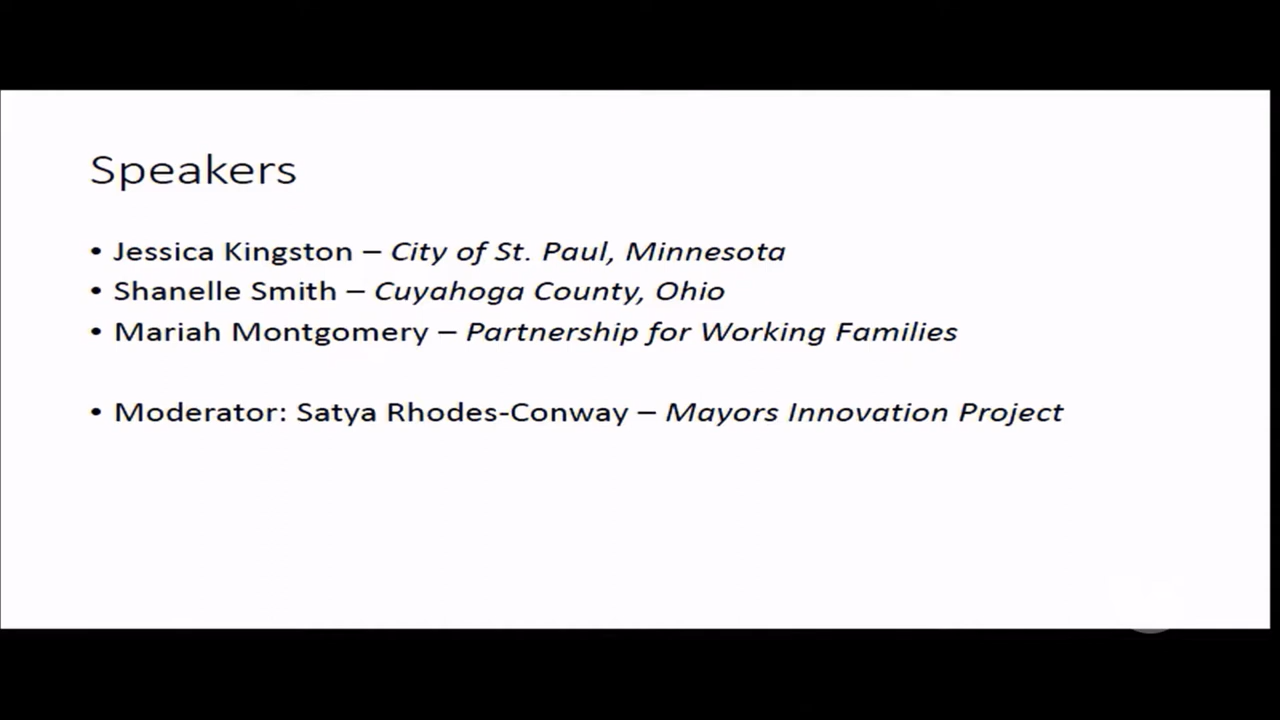 Speakers
• Jessica Kingston – City of St. Paul, Minnesota
• Shanelle Smith – Cuyahoga County, Ohio
• Mariah Montgomery – Partnership for Working Families
• Moderator: Satya Rhodes-Conway – Mayors Innovation Project